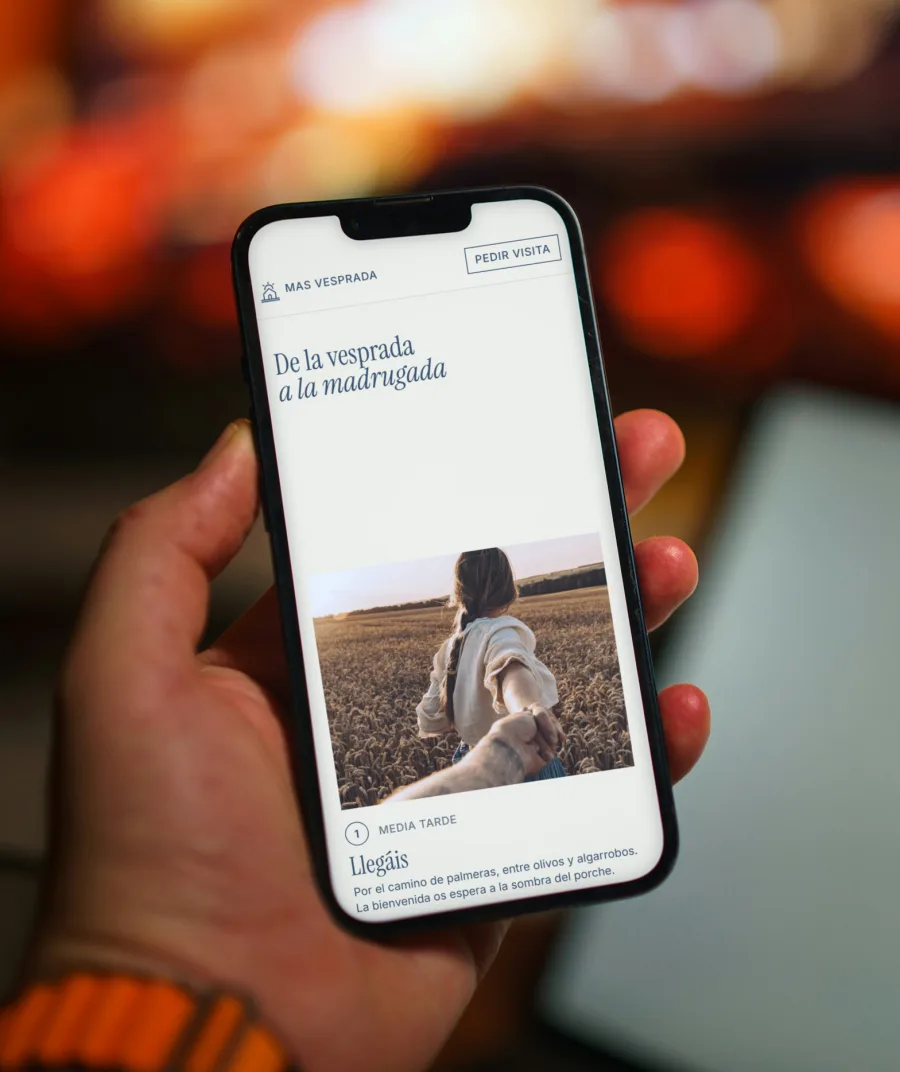 MAS VESPRADA
PEDIR VISITA
De la vesprada
a la madrugada
1 MEDIA TARDE
Llegáis
Por el camino de palmeras, entre olivos y algarrobos.
La bienvenida os espera a la sombra del porche.